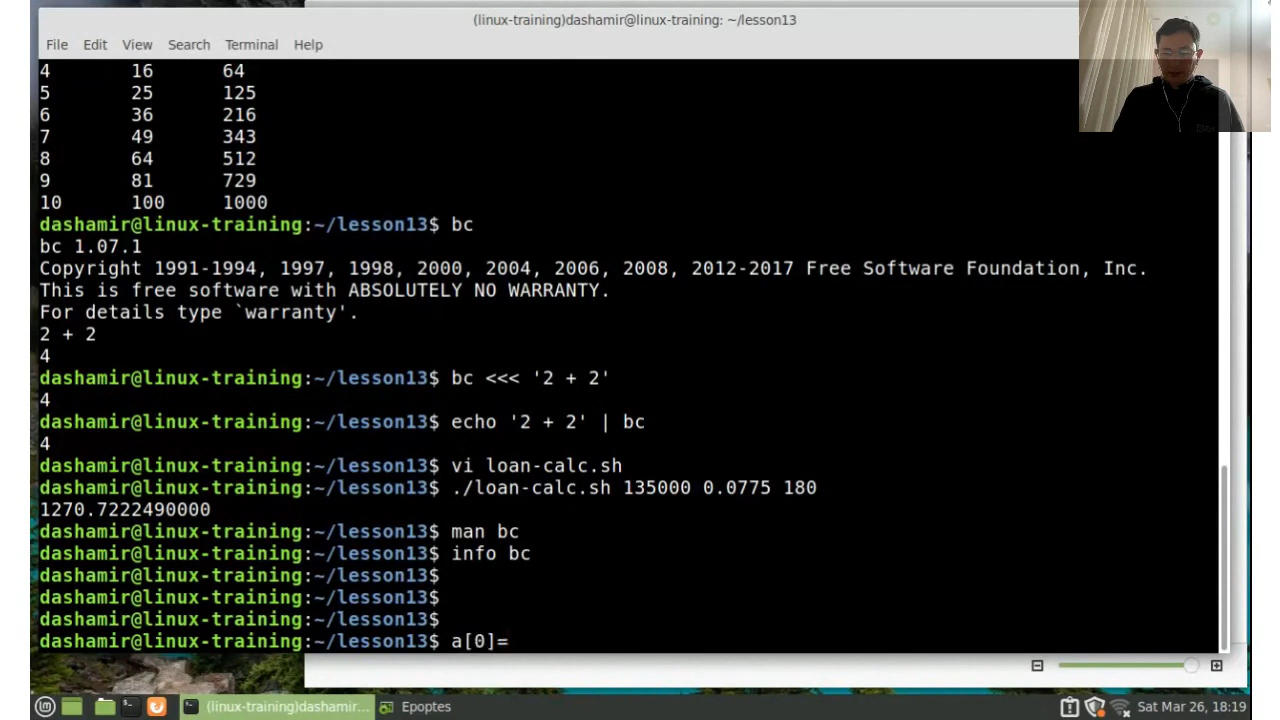 (linux-training)dashamir@linux-training: ~/lesson13
File Edit View Search Terminal Help
4 16 64
5 25 125
6 36 216
7 49 343
8 64 512
9 81 729
10 100 1000
dashamir@linux-training:~/lesson13$ bc
bc 1.07.1
Copyright 1991-1994, 1997, 1998, 2000, 2004, 2006, 2008, 2012-2017 Free Software Foundation, Inc.
This is free software with ABSOLUTELY NO WARRANTY.
For details type `warranty'.
2 + 2
4
dashamir@linux-training:~/lesson13$ bc <<< '2 + 2'
4
dashamir@linux-training:~/lesson13$ echo '2 + 2' | bc
4
dashamir@linux-training:~/lesson13$ vi loan-calc.sh
dashamir@linux-training:~/lesson13$ ./loan-calc.sh 135000 0.0775 180
1270.7222490000
dashamir@linux-training:~/lesson13$ man bc
dashamir@linux-training:~/lesson13$ info bc
dashamir@linux-training:~/lesson13$
dashamir@linux-training:~/lesson13$
dashamir@linux-training:~/lesson13$
dashamir@linux-training:~/lesson13$ a[0]=
(linux-training)dashamir... Epoptes Sat Mar 26, 18:19